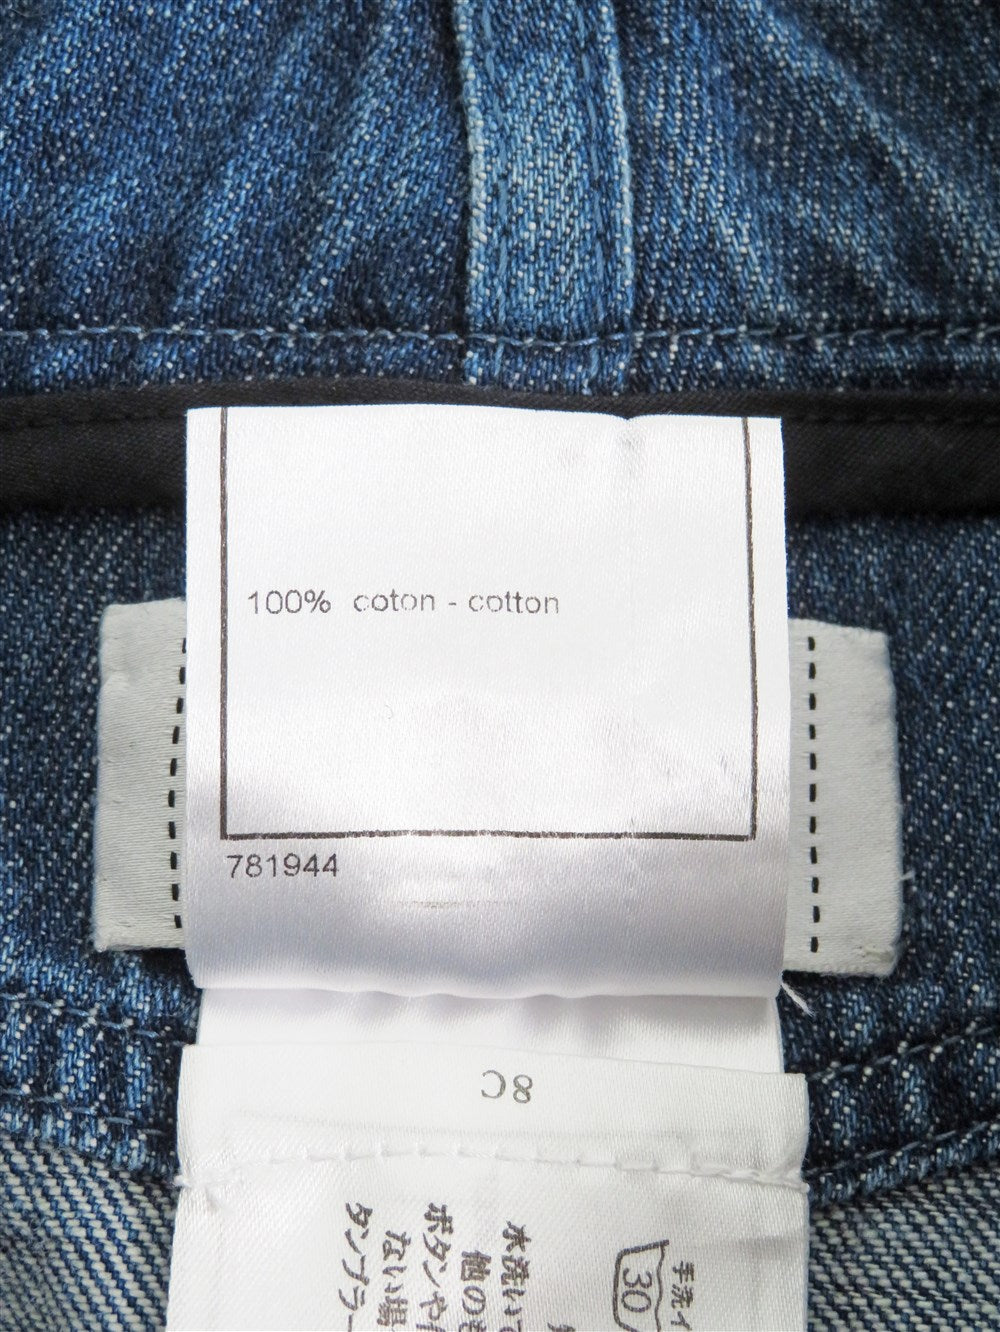 100% coton - cotton
781944
8C
手洗イ
30
水洗いで
他の
ボタンや
ない場
タンブラー